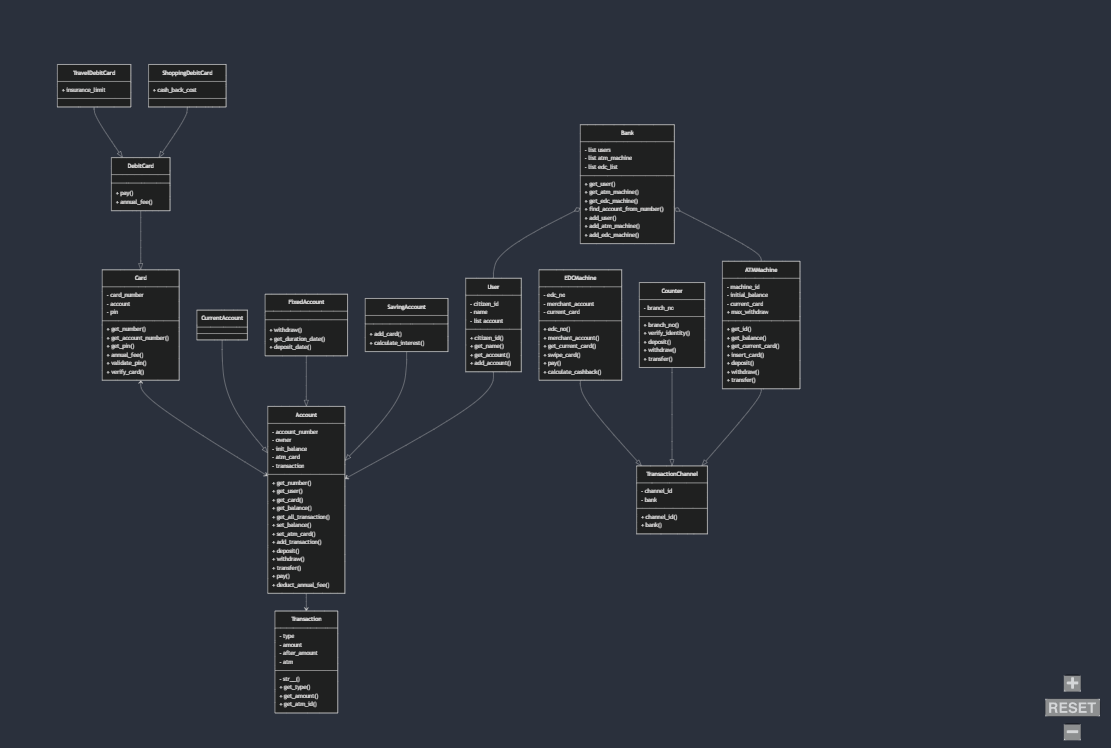 TravelDebitCard
+ insurance_limit
ShoppingDebitCard
+ cash_back_cost
DebitCard
+ pay()
+ annual_fee()
Bank
- list users
- list atm_machine
- list edc_list
+ get_user()
+ get_atm_machine()
+ get_edc_machine()
+ find_account_from_number()
+ add_user()
+ add_atm_machine()
+ add_edc_machine()
Card
- card_number
- account
- pin
+ get_number()
+ get_account_number()
+ get_pin()
+ annual_fee()
+ validate_pin()
+ verify_card()
CurrentAccount
FixedAccount
+ withdraw()
+ get_duration_date()
+ deposit_date()
SavingAccount
+ add_card()
+ calculate_interest()
User
- citizen_id
- name
- list account
+ citizen_id()
+ get_name()
+ get_account()
+ add_account()
EDCMachine
- edc_no
- merchant_account
- current_card
+ edc_no()
+ merchant_account()
+ get_current_card()
+ swipe_card()
+ pay()
+ calculate_cashback()
Counter
- branch_no
+ branch_no()
+ verify_identity()
+ deposit()
+ withdraw()
+ transfer()
ATMMachine
- machine_id
- initial_balance
- current_card
+ max_withdraw
+ get_id()
+ get_balance()
+ get_current_card()
+ insert_card()
+ deposit()
+ withdraw()
+ transfer()
Account
- account_number
- owner
- init_balance
- atm_card
- transaction
+ get_number()
+ get_user()
+ get_card()
+ get_balance()
+ get_all_transaction()
+ set_balance()
+ set_atm_card()
+ add_transaction()
+ deposit()
+ withdraw()
+ transfer()
+ pay()
+ deduct_annual_fee()
TransactionChannel
- channel_id
- bank
+ channel_id()
+ bank()
Transaction
- type
- amount
- after_amount
- atm
- str__()
+ get_type()
+ get_amount()
+ get_atm_id()
+
RESET
−